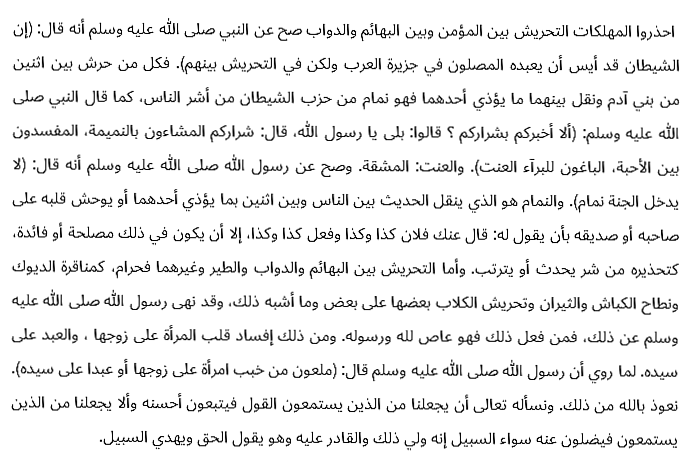 احذروا المهلكات التحريش بين المؤمن وبين البهائم والدواب صح عن النبي صلى الله عليه وسلم أنه قال: (إن
الشيطان قد أيس أن يعبده المصلون في جزيرة العرب ولكن في التحريش بينهم). فكل من حرش بين اثنين
من بني آدم ونقل بينهما ما يؤذي أحدهما فهو نمام من حزب الشيطان من أشر الناس، كما قال النبي صلى
الله عليه وسلم: (ألا أخبركم بشراركم ؟ قالوا: بلى يا رسول الله، قال: شراركم المشاءون بالنميمة، المفسدون
بين الأحبة، الباغون للبرآء العنت). والعنت: المشقة. وصح عن رسول الله صلى الله عليه وسلم أنه قال: (لا
يدخل الجنة نمام). والنمام هو الذي ينقل الحديث بين الناس وبين اثنين بما يؤذي أحدهما أو يوحش قلبه على
صاحبه أو صديقه بأن يقول له: قال عنك فلان كذا وكذا وفعل كذا وكذا، إلا أن يكون في ذلك مصلحة أو فائدة،
كتحذيره من شر يحدث أو يترتب. وأما التحريش بين البهائم والدواب والطير وغيرهما فحرام، كمناقرة الديوك
ونطاح الكباش والثيران وتحريش الكلاب بعضها على بعض وما أشبه ذلك، وقد نهى رسول الله صلى الله عليه
وسلم عن ذلك، فمن فعل ذلك فهو عاص لله ورسوله. ومن ذلك إفساد قلب المرأة على زوجها ، والعبد على
سيده. لما روي أن رسول الله صلى الله عليه وسلم قال: (ملعون من خبب امرأة على زوجها أو عبدا على سيده).
نعوذ بالله من ذلك. ونسأله تعالى أن يجعلنا من الذين يستمعون القول فيتبعون أحسنه وألا يجعلنا من الذين
يستمعون فيضلون عنه سواء السبيل إنه ولي ذلك والقادر عليه وهو يقول الحق ويهدي السبيل.